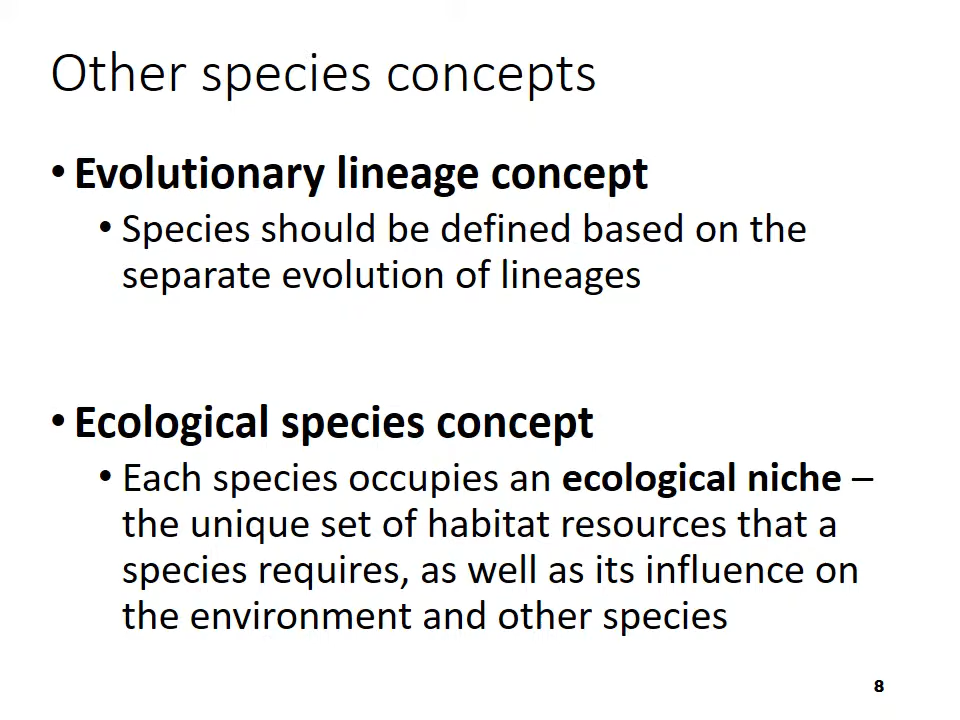 Other species concepts
• Evolutionary lineage concept
• Species should be defined based on the
separate evolution of lineages
• Ecological species concept
• Each species occupies an ecological niche –
the unique set of habitat resources that a
species requires, as well as its influence on
the environment and other species
8